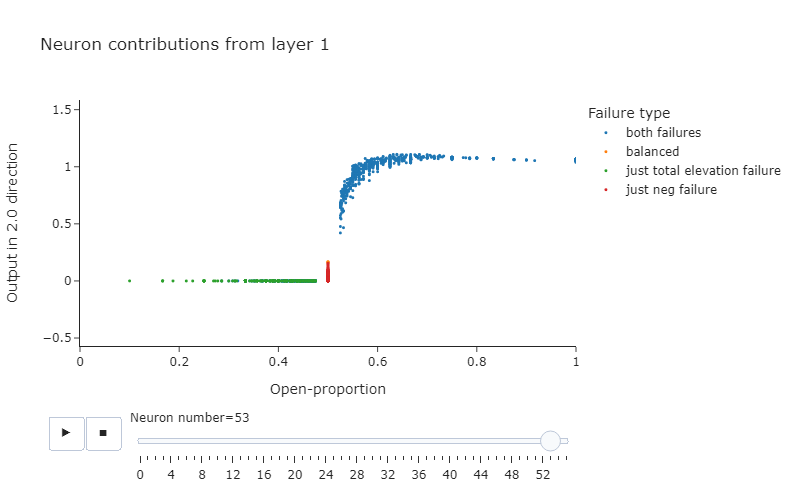 Neuron contributions from layer 1
Failure type
both failures
balanced
just total elevation failure
just neg failure
Output in 2.0 direction
1.5
1
0.5
0
−0.5
0 0.2 0.4 0.6 0.8 1
Open-proportion
Neuron number=53
0 4 8 12 16 20 24 28 32 36 40 44 48 52